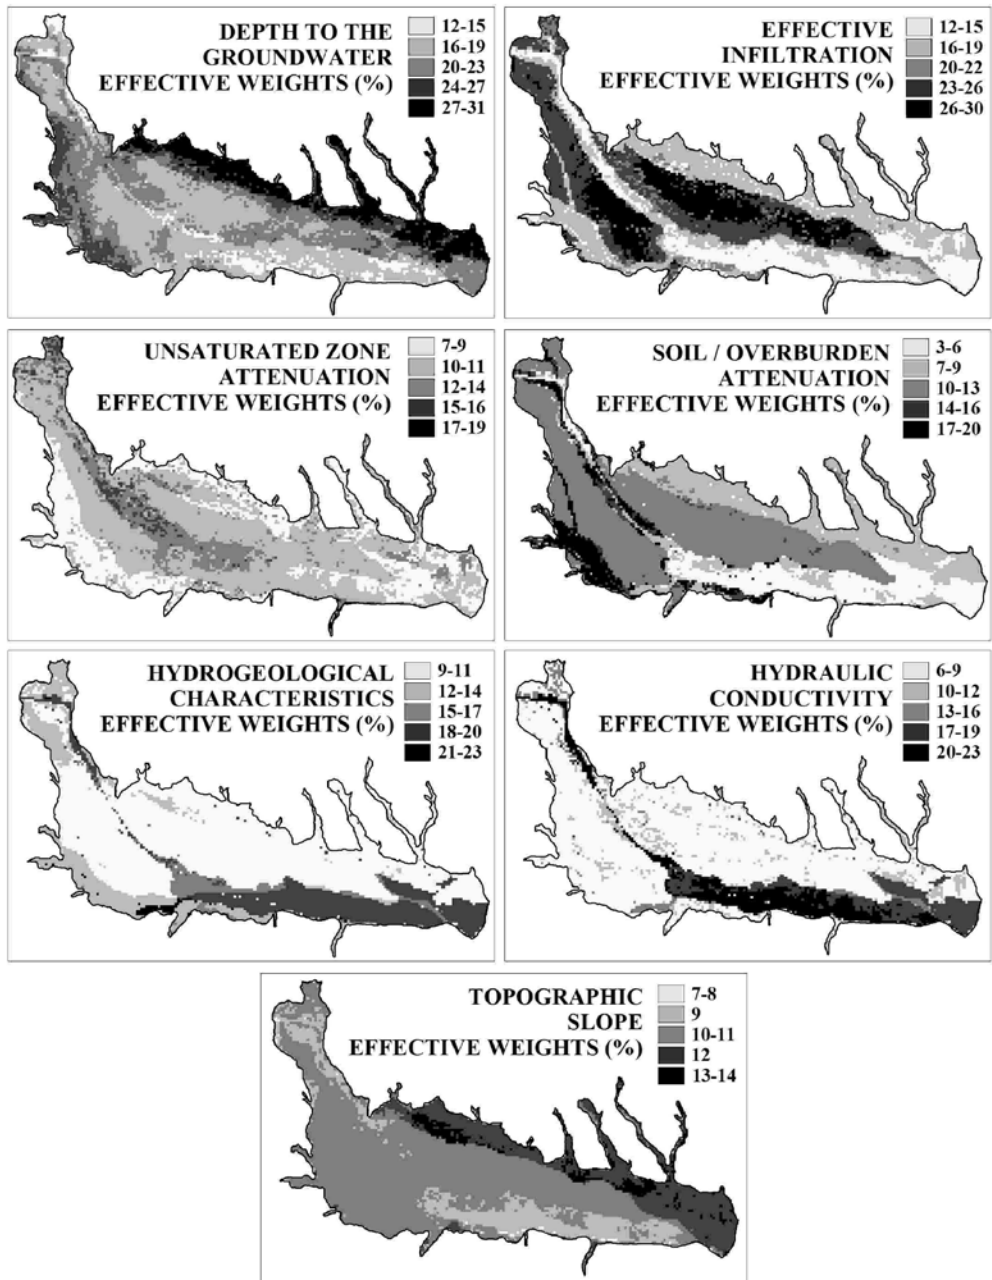 DEPTH TO THE
GROUNDWATER
EFFECTIVE WEIGHTS (%)
12-15
16-19
20-23
24-27
27-31
EFFECTIVE
INFILTRATION
EFFECTIVE WEIGHTS (%)
12-15
16-19
20-22
23-26
26-30
UNSATURATED ZONE
ATTENUATION
EFFECTIVE WEIGHTS (%)
7-9
10-11
12-14
15-16
17-19
SOIL / OVERBURDEN
ATTENUATION
EFFECTIVE WEIGHTS (%)
3-6
7-9
10-13
14-16
17-20
HYDROGEOLOGICAL
CHARACTERISTICS
EFFECTIVE WEIGHTS (%)
9-11
12-14
15-17
18-20
21-23
HYDRAULIC
CONDUCTIVITY
EFFECTIVE WEIGHTS (%)
6-9
10-12
13-16
17-19
20-23
TOPOGRAPHIC
SLOPE
EFFECTIVE WEIGHTS (%)
7-8
9
10-11
12
13-14